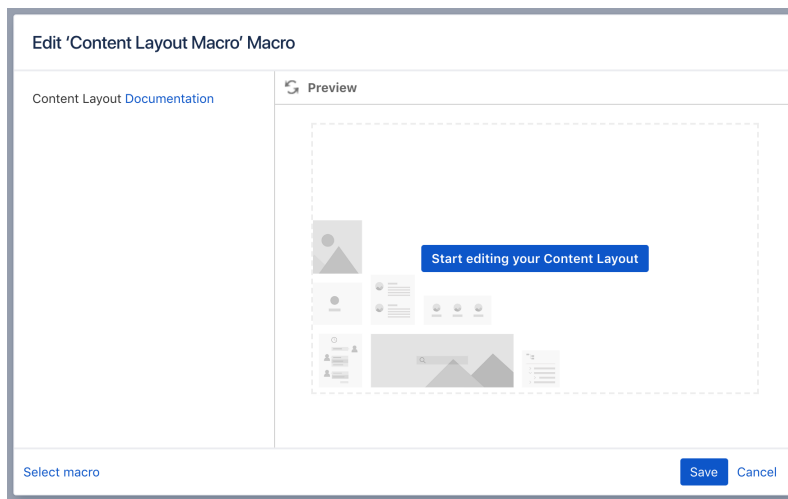 Edit ‘Content Layout Macro’ Macro
Content Layout Documentation
Preview
Start editing your Content Layout
Select macro
Save
Cancel